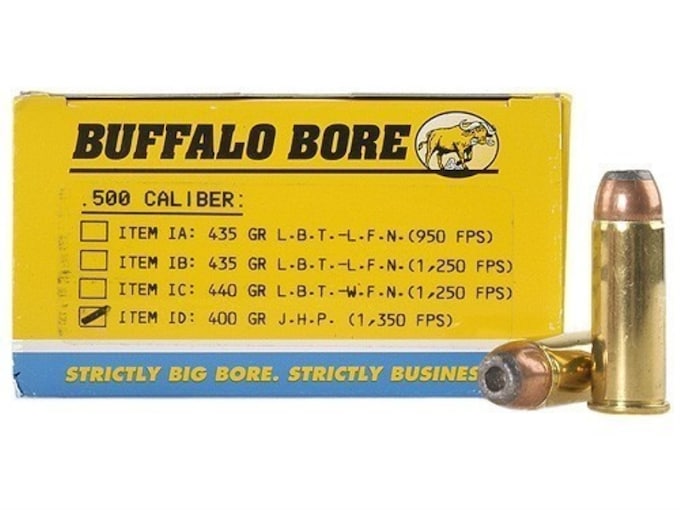 BUFFALO BORE
.500 CALIBER:
ITEM IA: 435 GR L.B.T.-L.F.N.(950 FPS)
ITEM IB: 435 GR L.B.T.-L.F.N.(1,250 FPS)
ITEM IC: 440 GR L.B.T.-W.F.N.(1,250 FPS)
ITEM ID: 400 GR J.H.P. (1,350 FPS)
STRICTLY BIG BORE. STRICTLY BUSINES